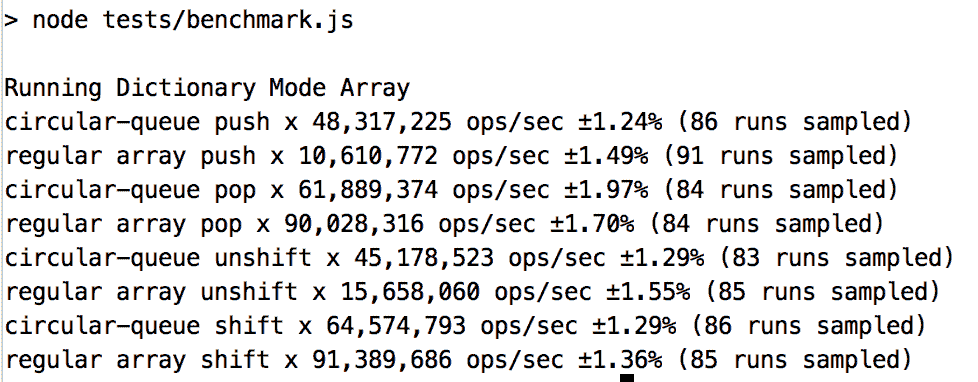 > node tests/benchmark.js
Running Dictionary Mode Array
circular-queue push x 48,317,225 ops/sec ±1.24% (86 runs sampled)
regular array push x 10,610,772 ops/sec ±1.49% (91 runs sampled)
circular-queue pop x 61,889,374 ops/sec ±1.97% (84 runs sampled)
regular array pop x 90,028,316 ops/sec ±1.70% (84 runs sampled)
circular-queue unshift x 45,178,523 ops/sec ±1.29% (83 runs sampled)
regular array unshift x 15,658,060 ops/sec ±1.55% (85 runs sampled)
circular-queue shift x 64,574,793 ops/sec ±1.29% (86 runs sampled)
regular array shift x 91,389,686 ops/sec ±1.36% (85 runs sampled)